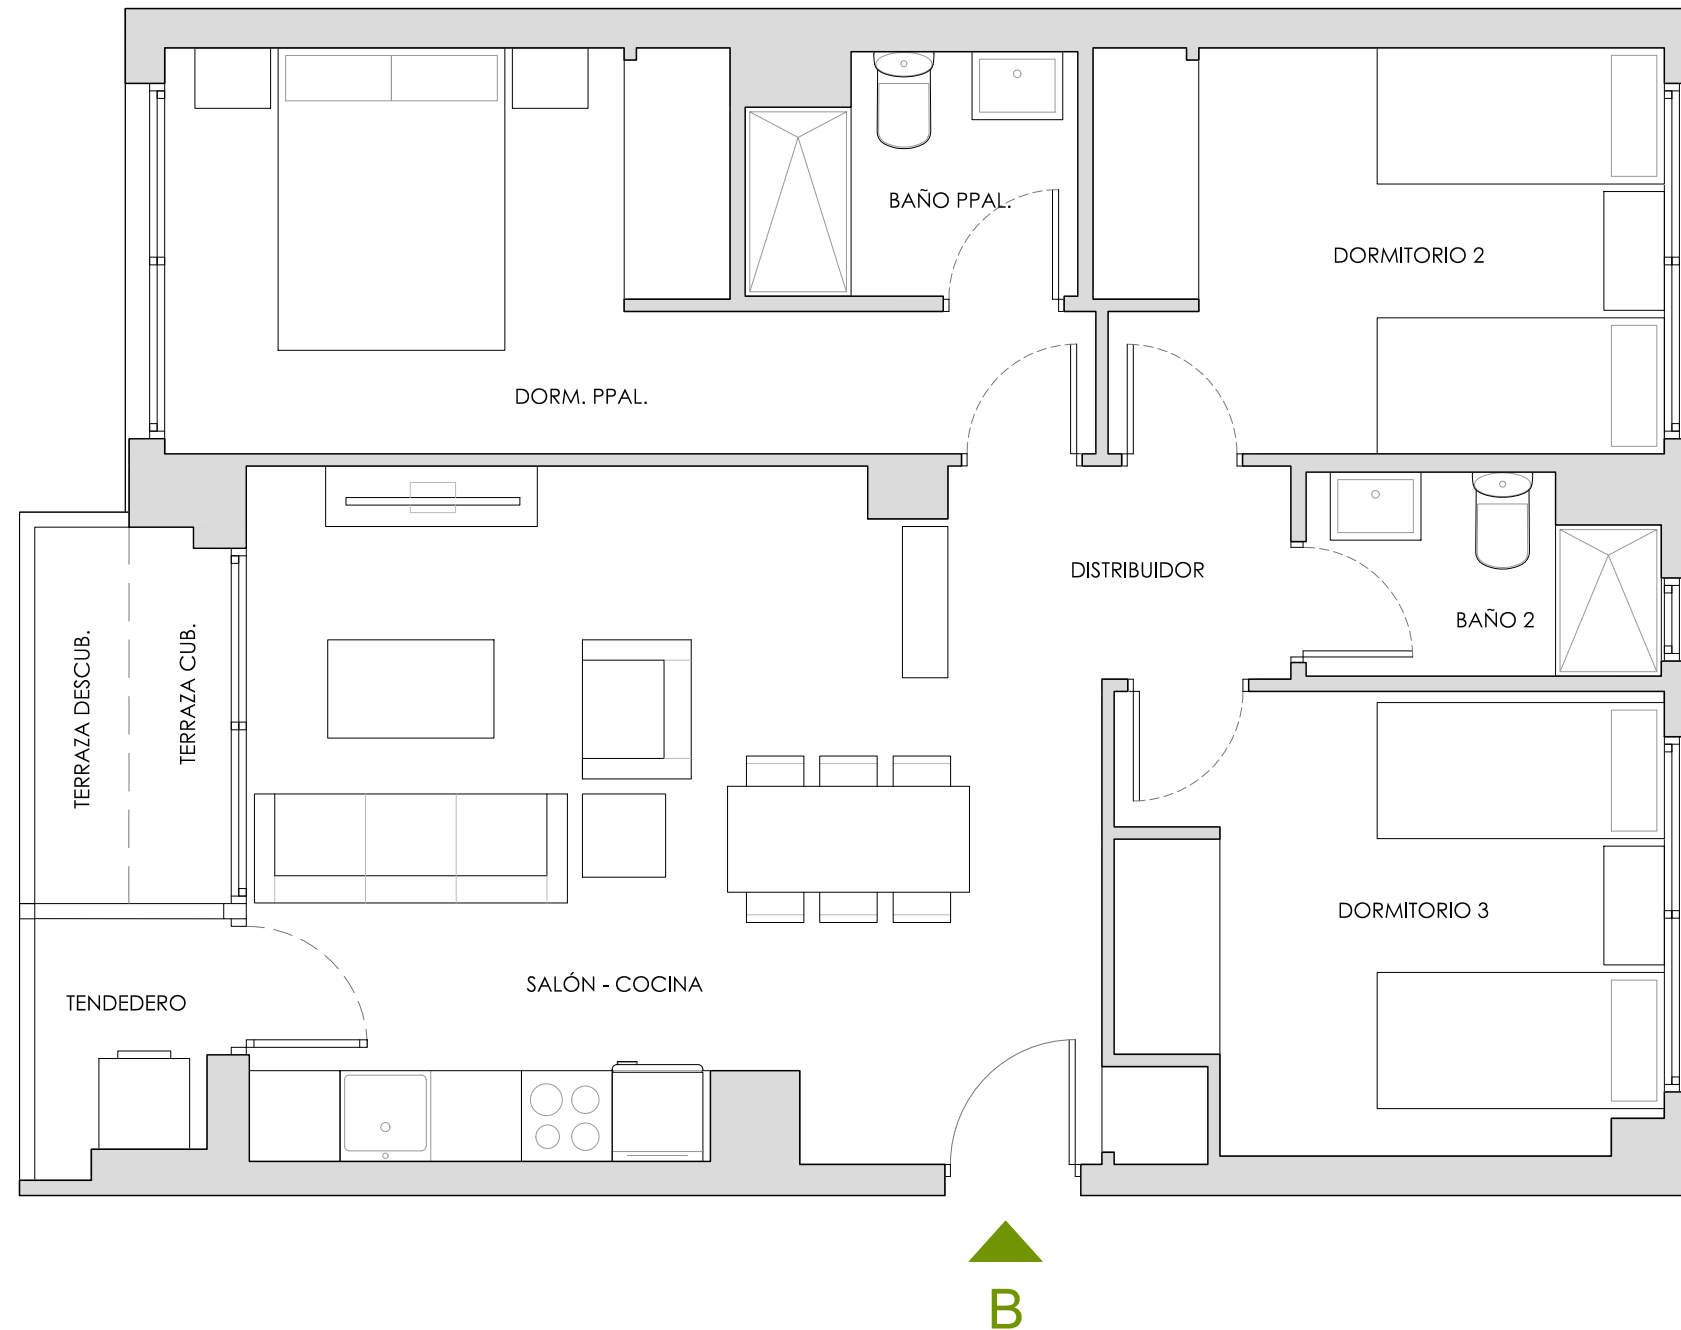 BAÑO PPAL.
DORMITORIO 2
DORM. PPAL.
DISTRIBUIDOR
BAÑO 2
TERRAZA DESCUB.
TERRAZA CUB.
DORMITORIO 3
SALÓN - COCINA
TENDEDERO
B